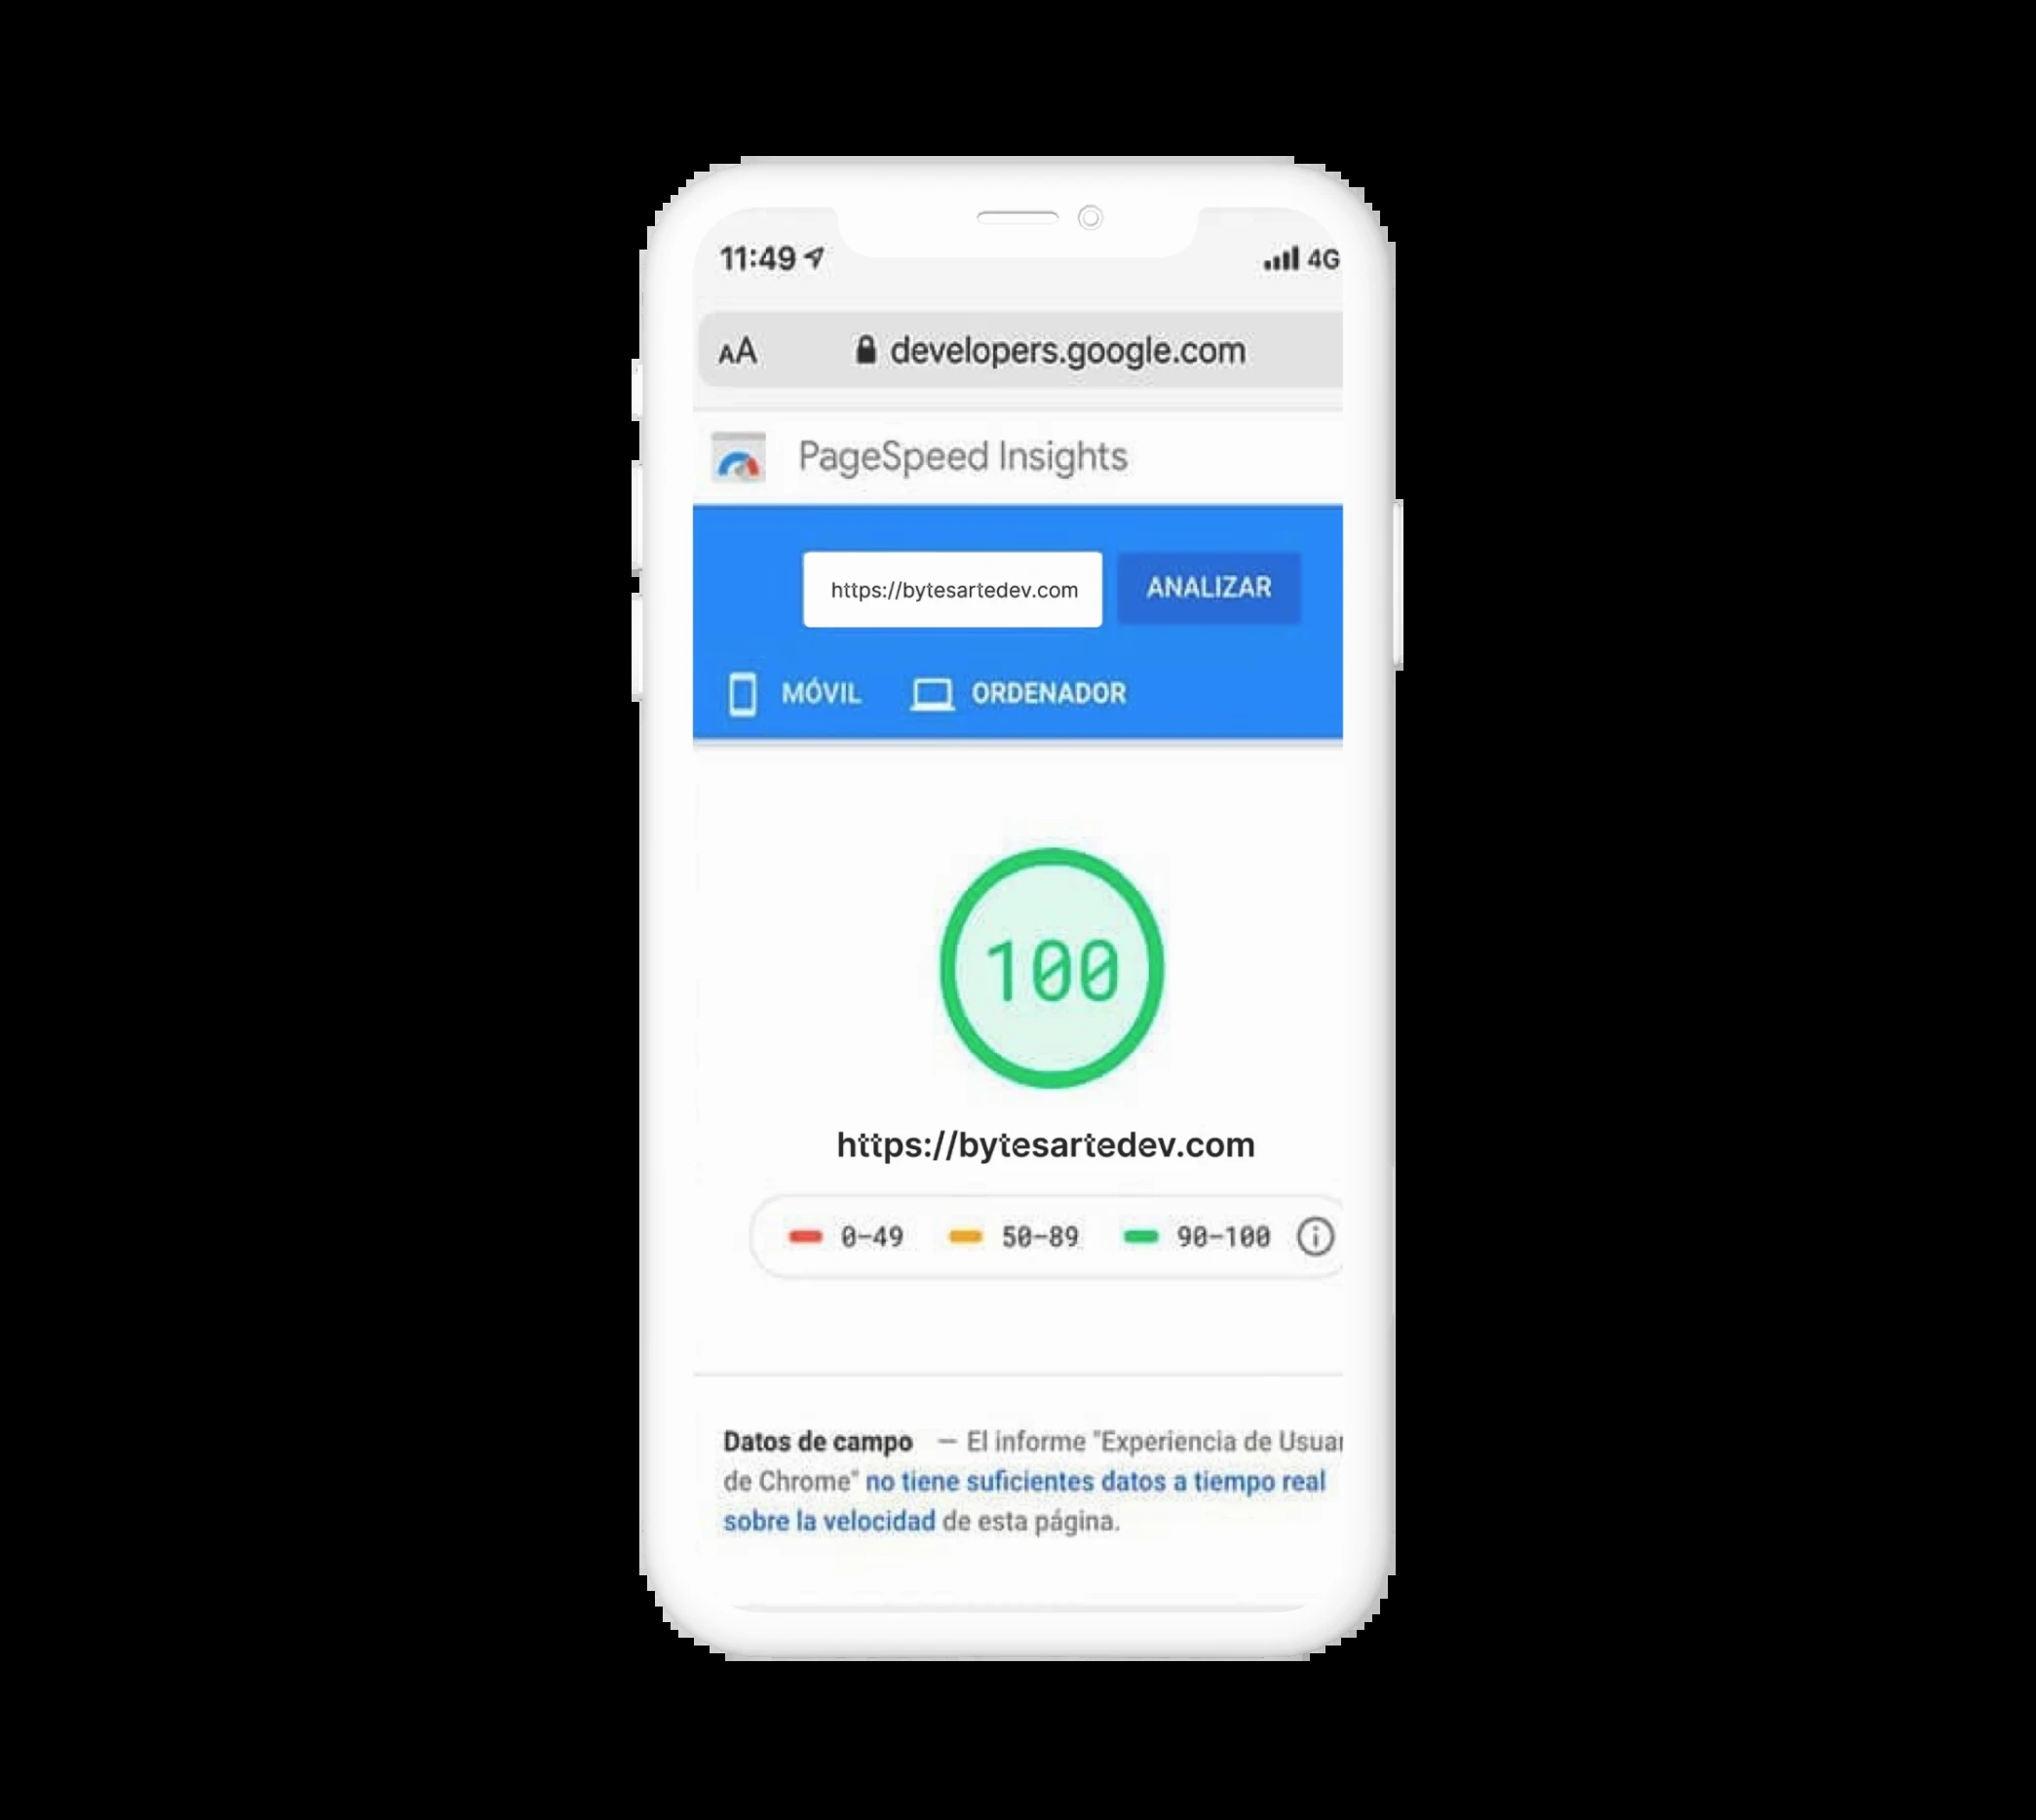 11:49 4G
AA developers.google.com
PageSpeed Insights
https://bytesartedev.com ANALIZAR
MÓVIL ORDENADOR
100
https://bytesartedev.com
0–49 50–89 90–100
Datos de campo — El informe "Experiencia de Usuar
de Chrome" no tiene suficientes datos a tiempo real
sobre la velocidad de esta página.